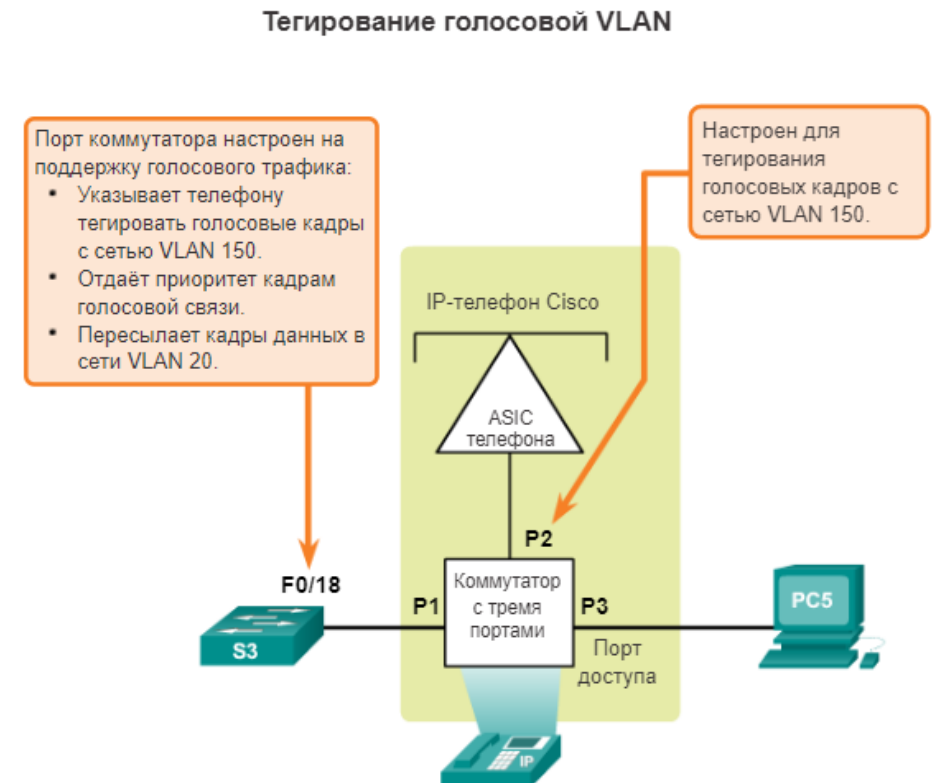 Тегирование голосовой VLAN
Порт коммутатора настроен на
поддержку голосового трафика:
▪ Указывает телефону
тегировать голосовые кадры
с сетью VLAN 150.
▪ Отдаёт приоритет кадрам
голосовой связи.
▪ Пересылает кадры данных в
сети VLAN 20.
Настроен для
тегирования
голосовых кадров с
сетью VLAN 150.
IP-телефон Cisco
ASIC
телефона
P2
F0/18
S3
P1
Коммутатор
с тремя
портами
P3
Порт
доступа
PC5
IP